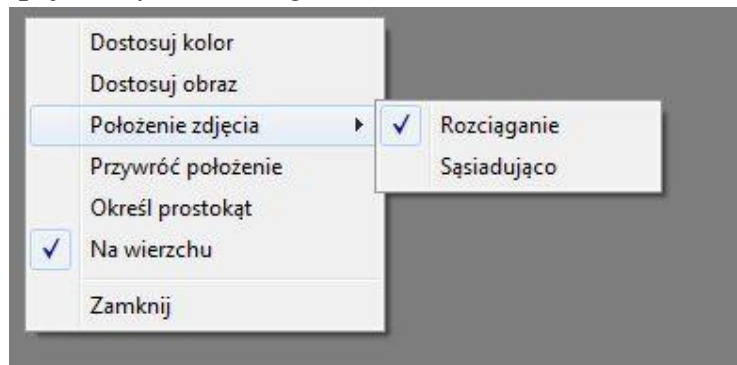 Dostosuj kolor
Dostosuj obraz
Położenie zdjęcia
Rozciąganie
Przywróć położenie
Sąsiadująco
Określ prostokąt
Na wierzchu
Zamknij